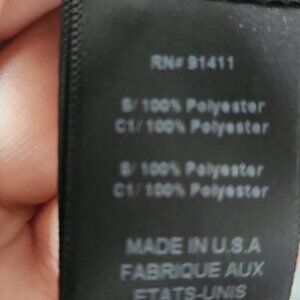 RN# 91411
S/ 100% Polyester
C1/ 100% Polyester
S/ 100% Polyester
C1/ 100% Polyester
MADE IN U.S.A
FABRIQUE AUX
ETATS-UNIS